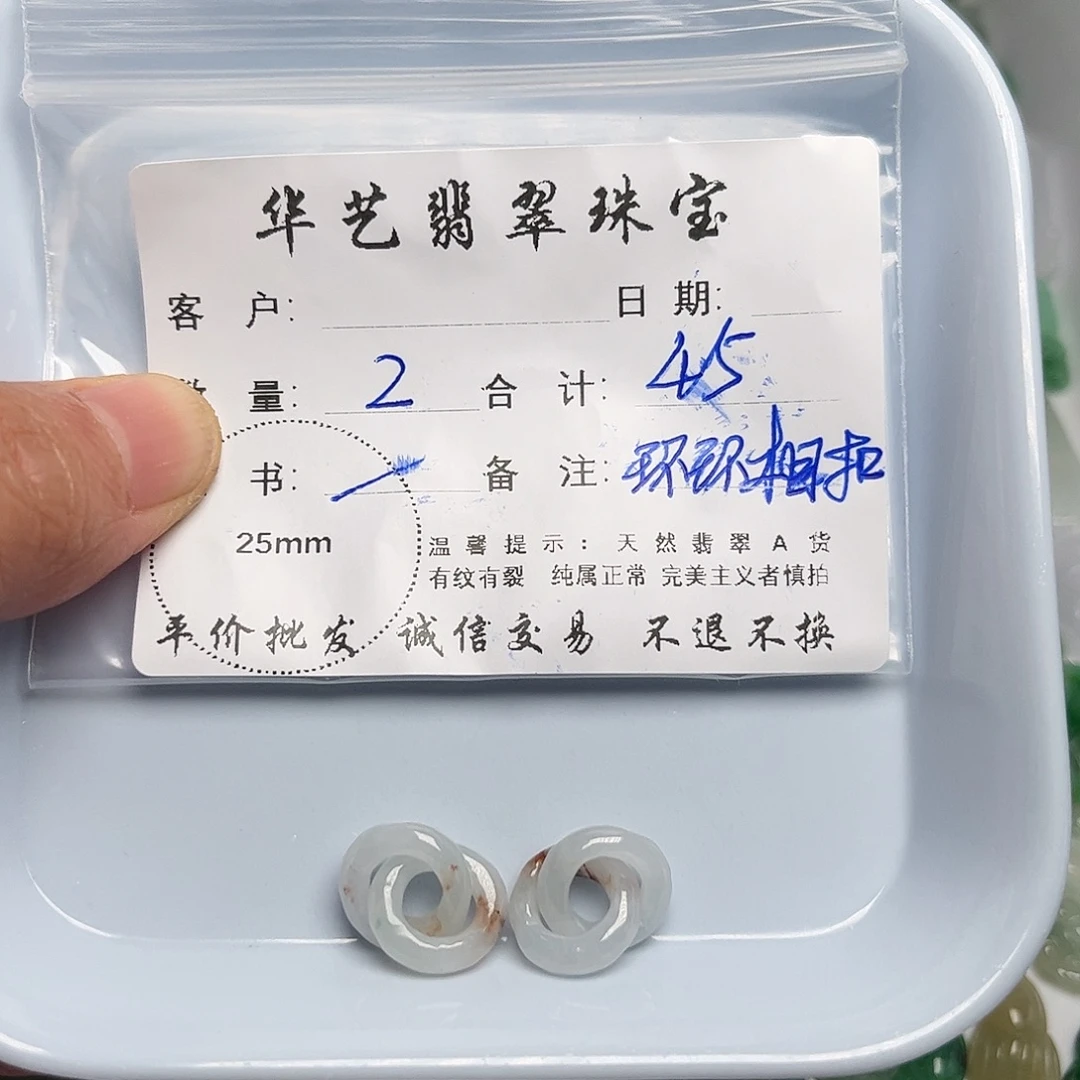 华艺翡翠珠宝
客 户: 日 期:
量: 2 合 计: 45
书: 备 注: 环环相扣
25mm 温馨提示:天然翡翠A货
有纹有裂 纯属正常 完美主义者慎拍
平价批发 诚信交易 不退不换